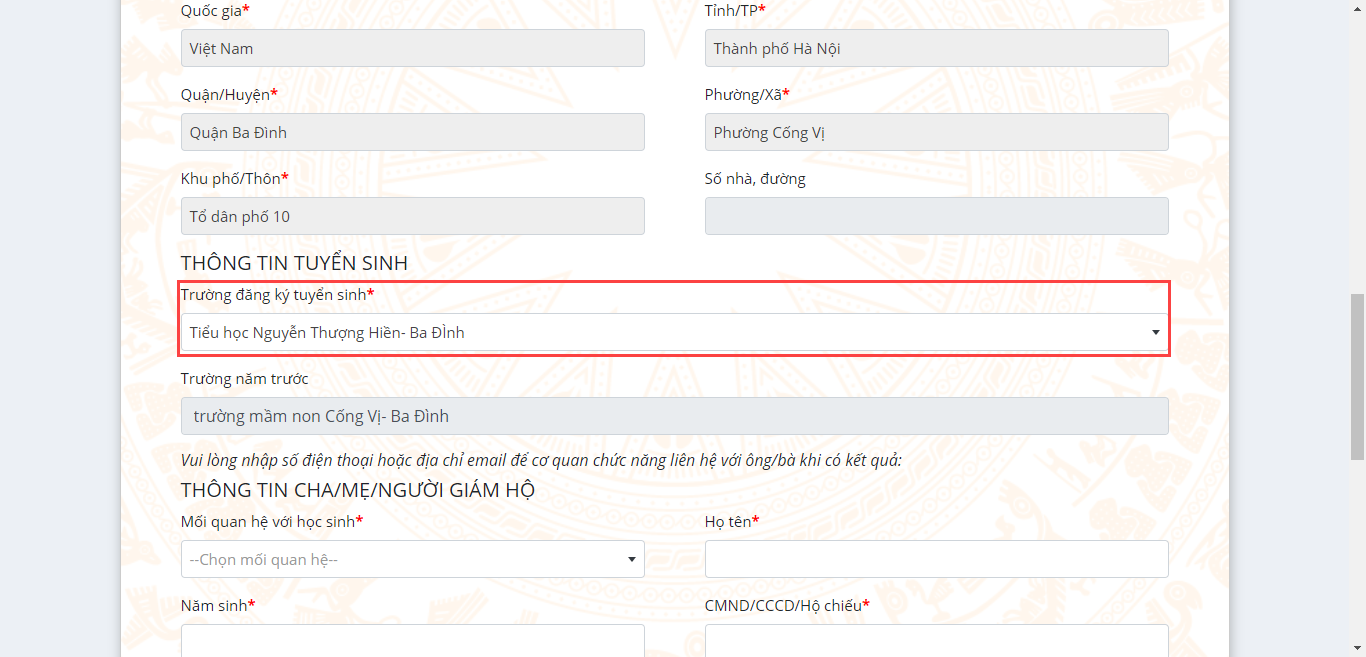 Quốc gia* Tỉnh/TP*
Việt Nam Thành phố Hà Nội
Quận/Huyện* Phường/Xã*
Quận Ba Đình Phường Cống Vị
Khu phố/Thôn* Số nhà, đường
Tổ dân phố 10
THÔNG TIN TUYỂN SINH
Trường đăng ký tuyển sinh*
Tiểu học Nguyễn Thượng Hiền- Ba ĐÌnh
Trường năm trước
trường mầm non Cống Vị- Ba Đình
Vui lòng nhập số điện thoại hoặc địa chỉ email để cơ quan chức năng liên hệ với ông/bà khi có kết quả:
THÔNG TIN CHA/MẸ/NGƯỜI GIÁM HỘ
Mối quan hệ với học sinh* Họ tên*
--Chọn mối quan hệ--
Năm sinh* CMND/CCCD/Hộ chiếu*